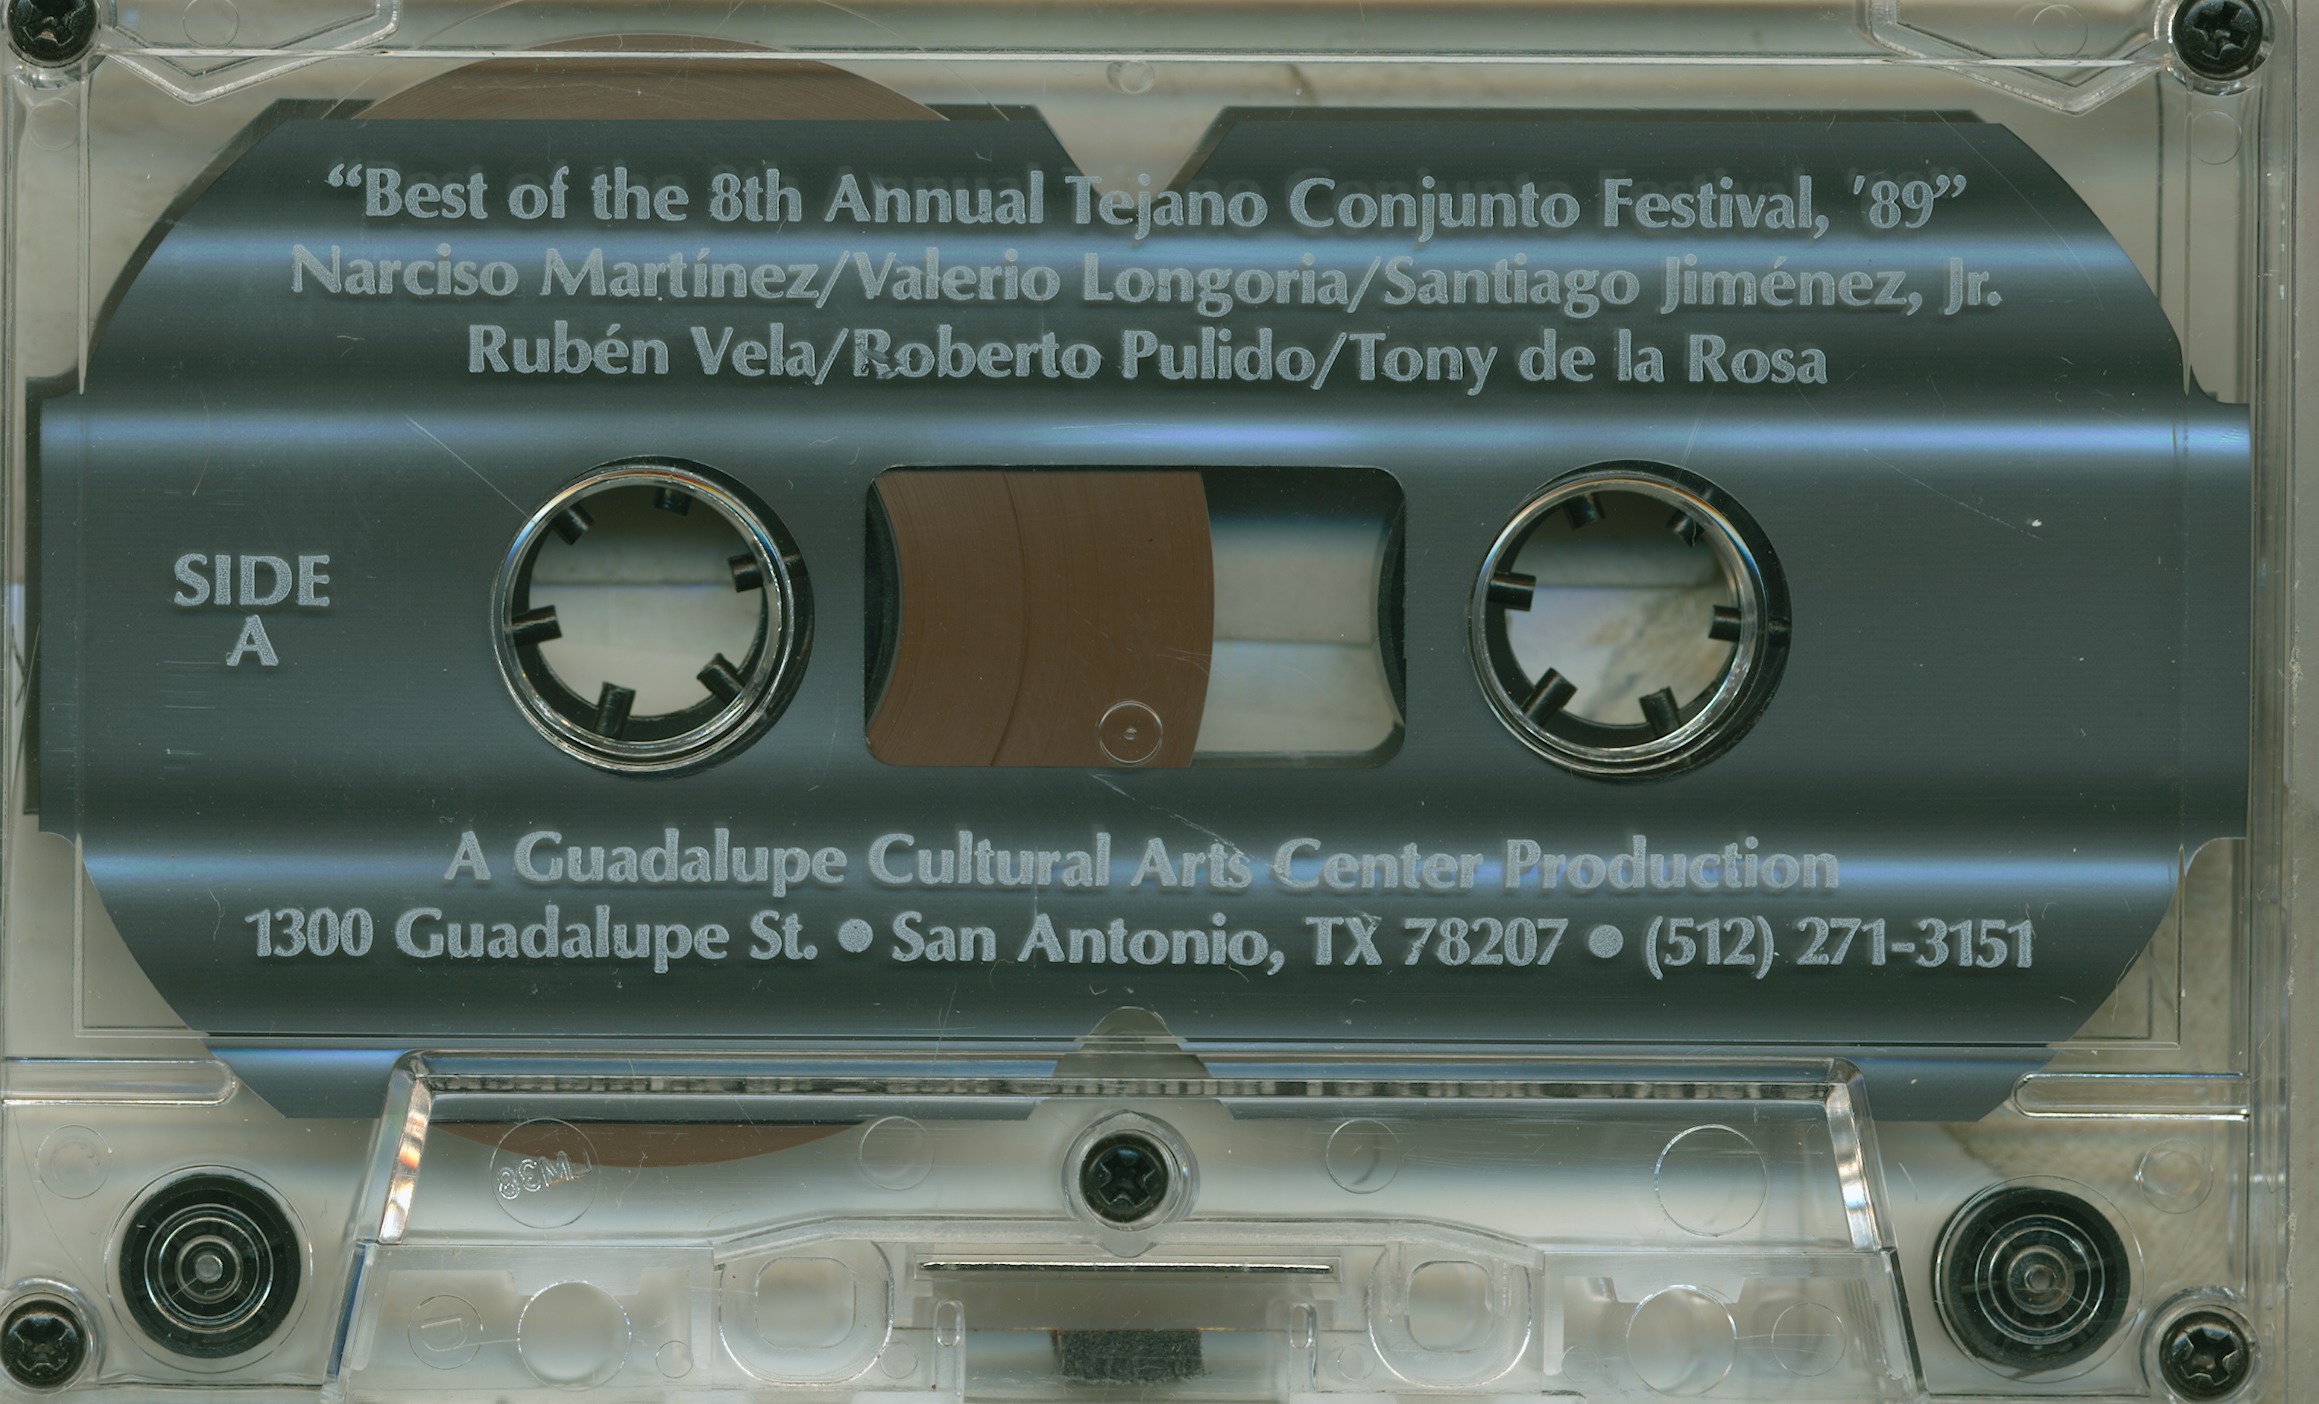 “Best of the 8th Annual Tejano Conjunto Festival, ’89”
Narciso Martínez/Valerio Longoria/Santiago Jiménez, Jr.
Rubén Vela/Roberto Pulido/Tony de la Rosa
SIDE
A
A Guadalupe Cultural Arts Center Production
1300 Guadalupe St. ● San Antonio, TX 78207 ● (512) 271-3151